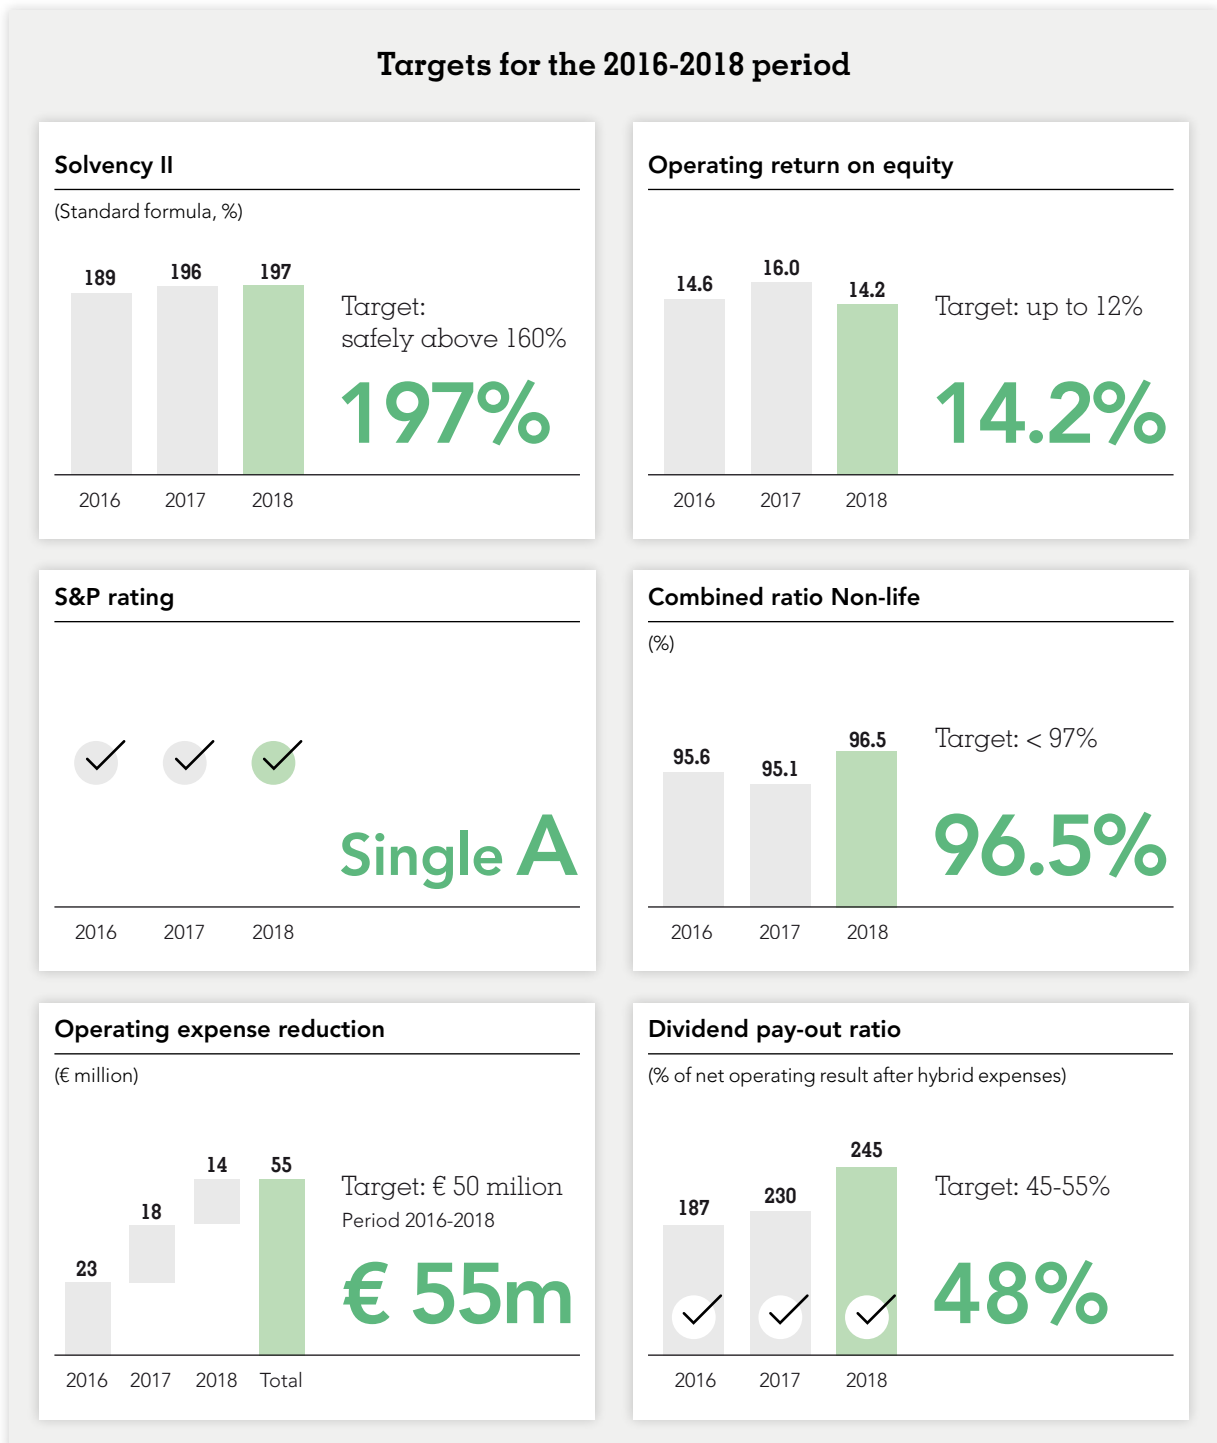 Targets for the 2016-2018 period
Solvency II
(Standard formula, %)
189
196
197
Target:
safely above 160%
197%
2016
2017
2018
Operating return on equity
14.6
16.0
14.2
Target: up to 12%
14.2%
2016
2017
2018
S&P rating
Single A
2016
2017
2018
Combined ratio Non-life
(%)
95.6
95.1
96.5
Target: < 97%
96.5%
2016
2017
2018
Operating expense reduction
(€ million)
23
18
14
55
Target: € 50 milion
Period 2016-2018
€ 55m
2016
2017
2018
Total
Dividend pay-out ratio
(% of net operating result after hybrid expenses)
187
230
245
Target: 45-55%
48%
2016
2017
2018